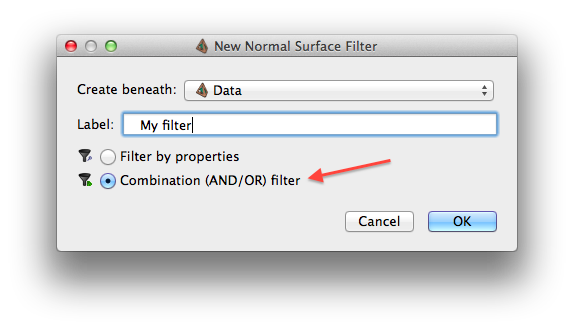 New Normal Surface Filter
Create beneath: Data
Label: My filter
Filter by properties
Combination (AND/OR) filter
Cancel OK